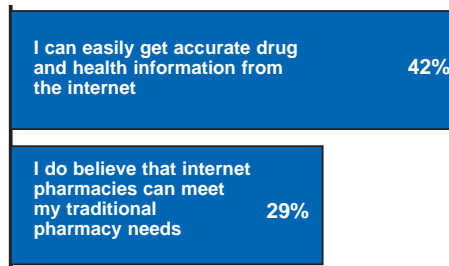 I can easily get accurate drug
and health information from
the internet
42%
I do believe that internet
pharmacies can meet
my traditional
pharmacy needs
29%